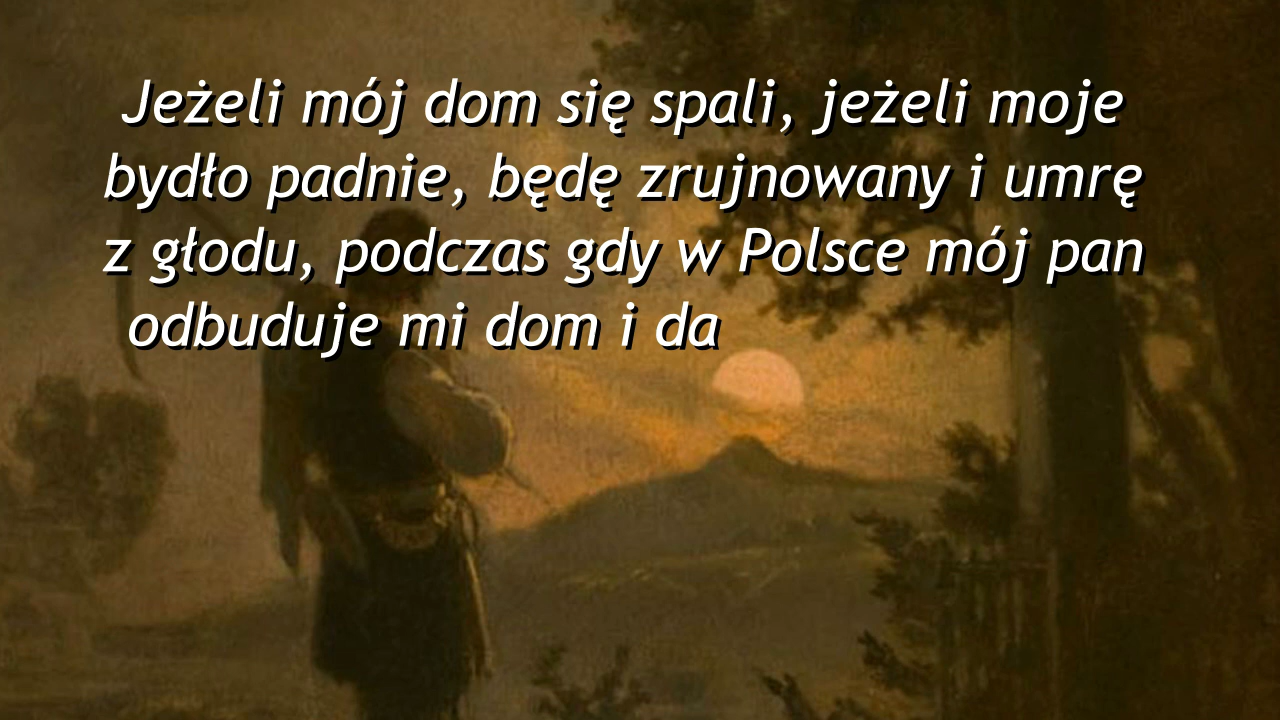 Jeżeli mój dom się spali, jeżeli moje
bydło padnie, będę zrujnowany i umrę
z głodu, podczas gdy w Polsce mój pan
odbuduje mi dom i da